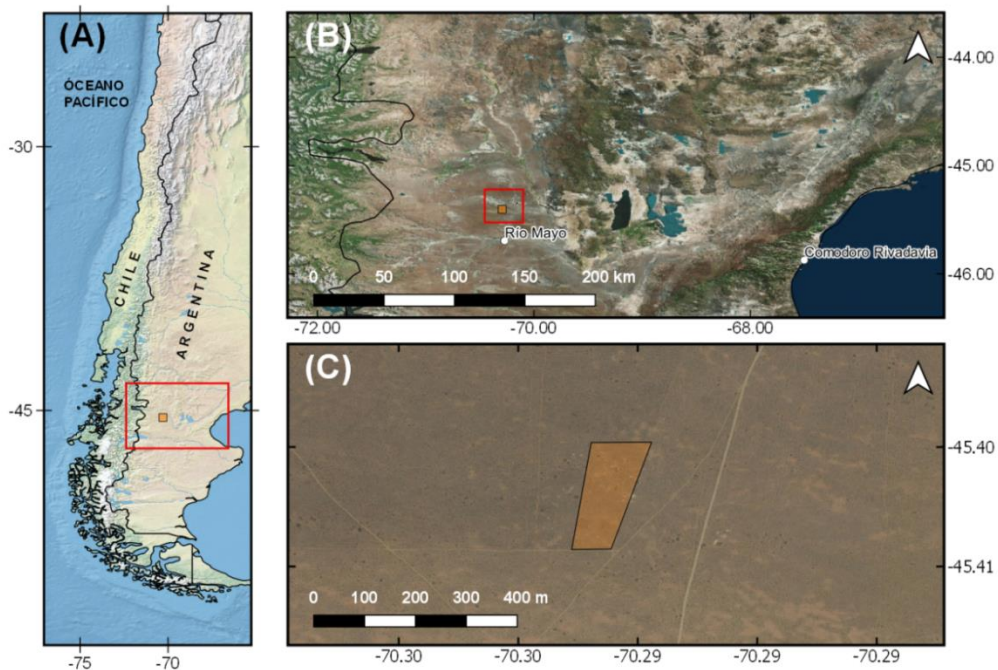 (A)
ÓCEANO
PACÍFICO
CHILE
ARGENTINA
-30
-45
-75
-70
(B)
Río Mayo
Comodoro Rivadavia
0 50 100 150 200 km
-44.00
-45.00
-46.00
-72.00
-70.00
-68.00
(C)
0 100 200 300 400 m
-45.40
-45.41
-70.30
-70.30
-70.29
-70.29
-70.29